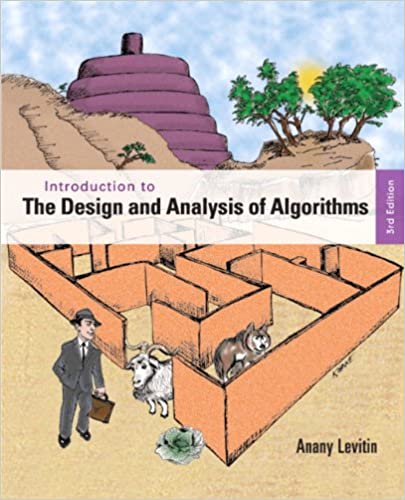 Introduction to
The Design and Analysis of Algorithms
3rd Edition
Anany Levitin